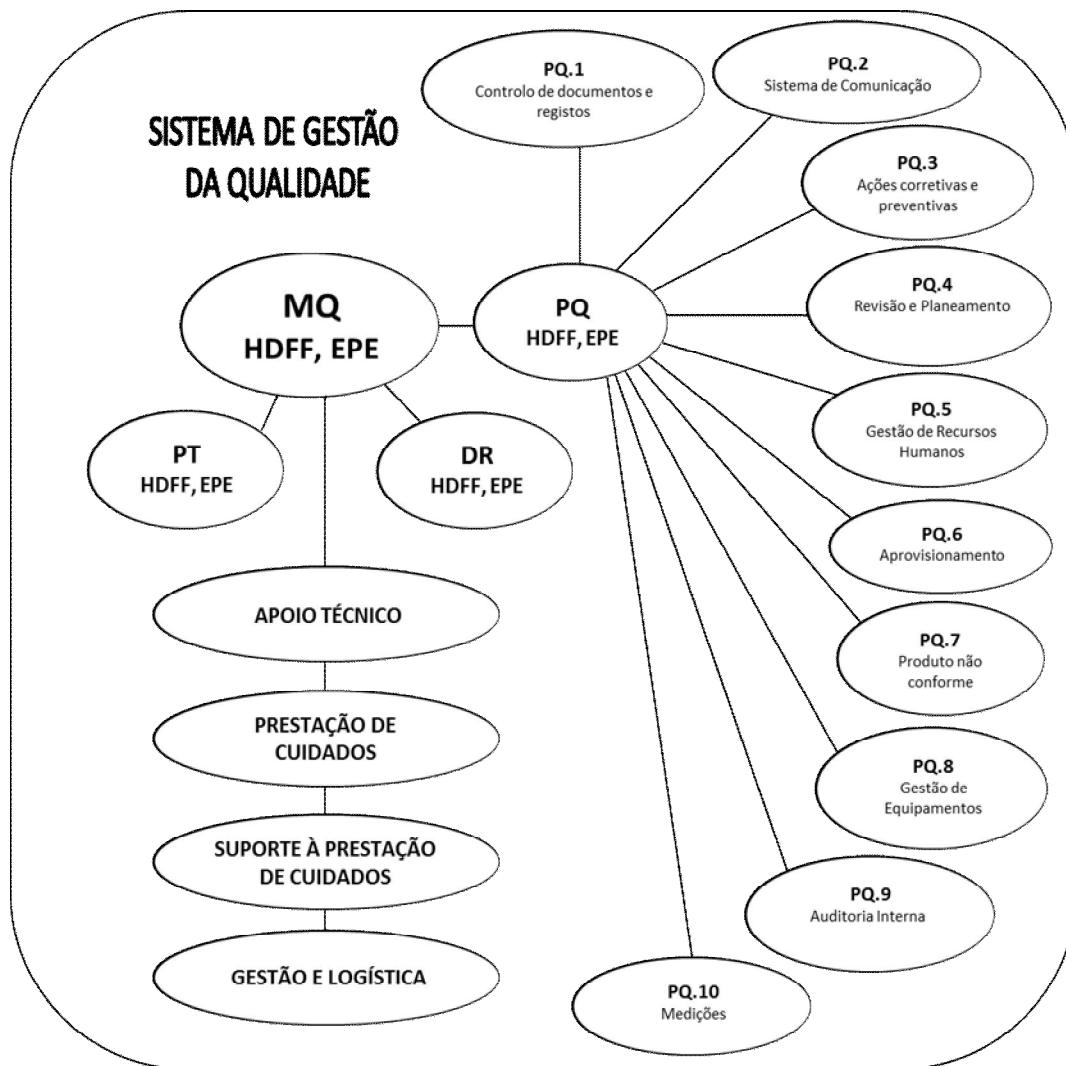 SISTEMA DE GESTÃO
DA QUALIDADE
PQ.1
Controlo de documentos e
registos
PQ.2
Sistema de Comunicação
PQ.3
Ações corretivas e
preventivas
MQ
HDFF, EPE
PQ
HDFF, EPE
PQ.4
Revisão e Planeamento
PT
HDFF, EPE
DR
HDFF, EPE
PQ.5
Gestão de Recursos
Humanos
PQ.6
Aprovisionamento
APOIO TÉCNICO
PQ.7
Produto não
conforme
PRESTAÇÃO DE
CUIDADOS
PQ.8
Gestão de
Equipamentos
SUPORTE À PRESTAÇÃO
DE CUIDADOS
PQ.9
Auditoria Interna
GESTÃO E LOGÍSTICA
PQ.10
Medições